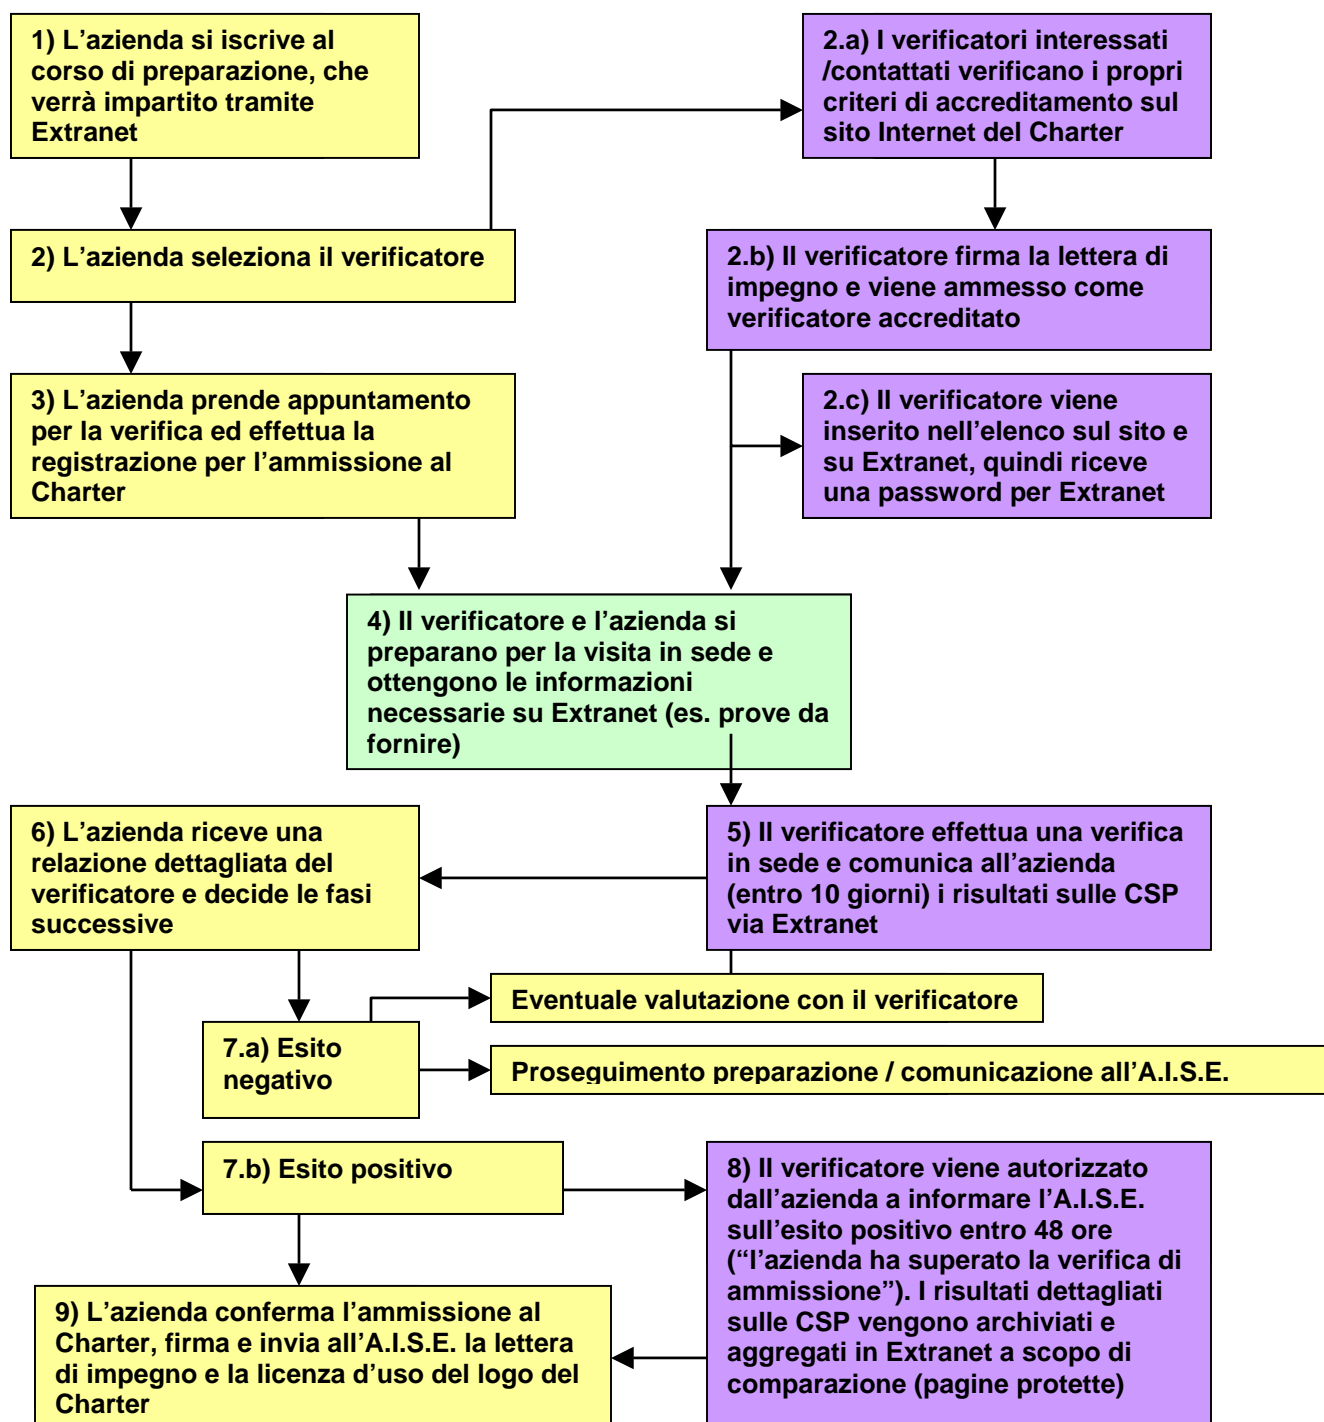 1) L’azienda si iscrive al
corso di preparazione, che
verrà impartito tramite
Extranet
2.a) I verificatori interessati
/contattati verificano i propri
criteri di accreditamento sul
sito Internet del Charter
2) L’azienda seleziona il verificatore
2.b) Il verificatore firma la lettera di
impegno e viene ammesso come
verificatore accreditato
3) L’azienda prende appuntamento
per la verifica ed effettua la
registrazione per l’ammissione al
Charter
2.c) Il verificatore viene
inserito nell’elenco sul sito e
su Extranet, quindi riceve
una password per Extranet
4) Il verificatore e l’azienda si
preparano per la visita in sede e
ottengono le informazioni
necessarie su Extranet (es. prove da
fornire)
6) L’azienda riceve una
relazione dettagliata del
verificatore e decide le fasi
successive
5) Il verificatore effettua una verifica
in sede e comunica all’azienda
(entro 10 giorni) i risultati sulle CSP
via Extranet
Eventuale valutazione con il verificatore
7.a) Esito
negativo
Proseguimento preparazione / comunicazione all’A.I.S.E.
7.b) Esito positivo
8) Il verificatore viene autorizzato
dall’azienda a informare l’A.I.S.E.
sull’esito positivo entro 48 ore
(“l’azienda ha superato la verifica di
ammissione”). I risultati dettagliati
sulle CSP vengono archiviati e
aggregati in Extranet a scopo di
comparazione (pagine protette)
9) L’azienda conferma l’ammissione al
Charter, firma e invia all’A.I.S.E. la lettera
di impegno e la licenza d’uso del logo del
Charter